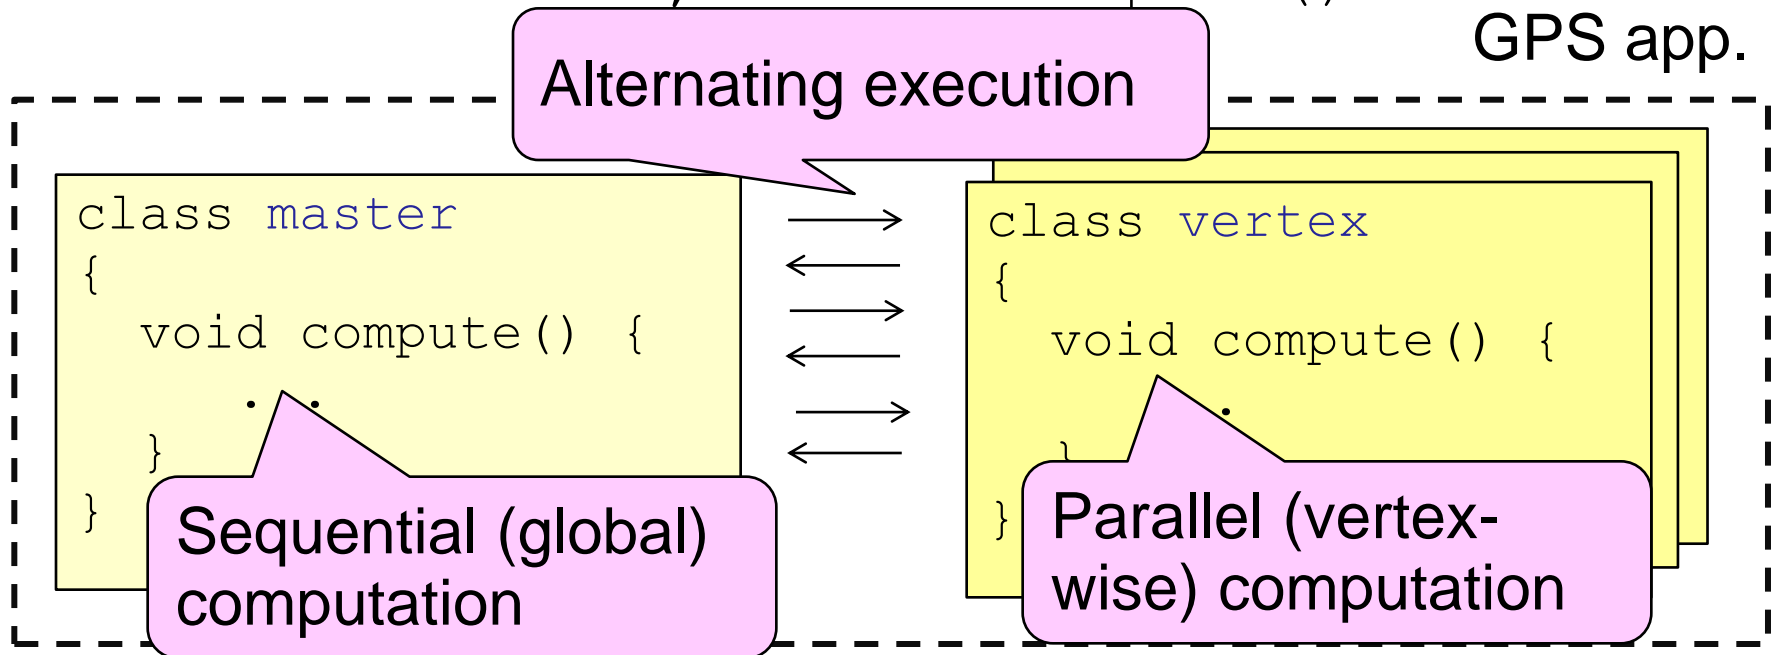 GPS app.
Alternating execution
class master
{
void compute() {
}
}
Sequential (global)
computation
class vertex
{
void compute() {
}
}
Parallel (vertex-
wise) computation